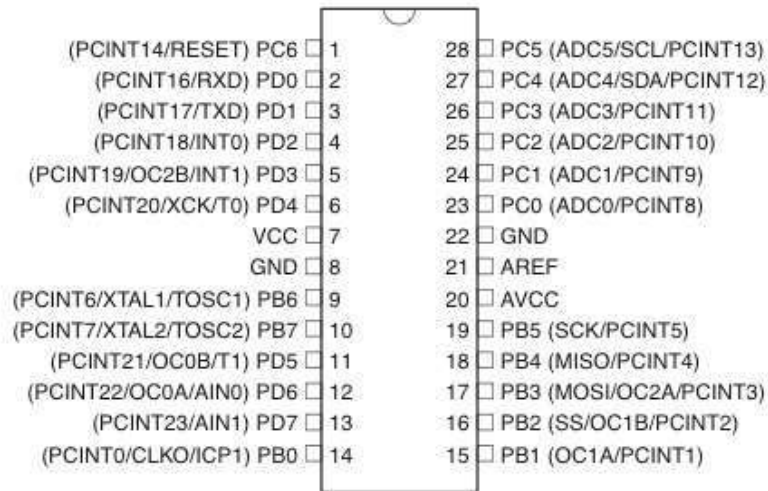 (PCINT14/RESET) PC6 1 28 PC5 (ADC5/SCL/PCINT13)
(PCINT16/RXD) PD0 2 27 PC4 (ADC4/SDA/PCINT12)
(PCINT17/TXD) PD1 3 26 PC3 (ADC3/PCINT11)
(PCINT18/INT0) PD2 4 25 PC2 (ADC2/PCINT10)
(PCINT19/OC2B/INT1) PD3 5 24 PC1 (ADC1/PCINT9)
(PCINT20/XCK/T0) PD4 6 23 PC0 (ADC0/PCINT8)
VCC 7 22 GND
GND 8 21 AREF
(PCINT6/XTAL1/TOSC1) PB6 9 20 AVCC
(PCINT7/XTAL2/TOSC2) PB7 10 19 PB5 (SCK/PCINT5)
(PCINT21/OC0B/T1) PD5 11 18 PB4 (MISO/PCINT4)
(PCINT22/OC0A/AIN0) PD6 12 17 PB3 (MOSI/OC2A/PCINT3)
(PCINT23/AIN1) PD7 13 16 PB2 (SS/OC1B/PCINT2)
(PCINT0/CLKO/ICP1) PB0 14 15 PB1 (OC1A/PCINT1)